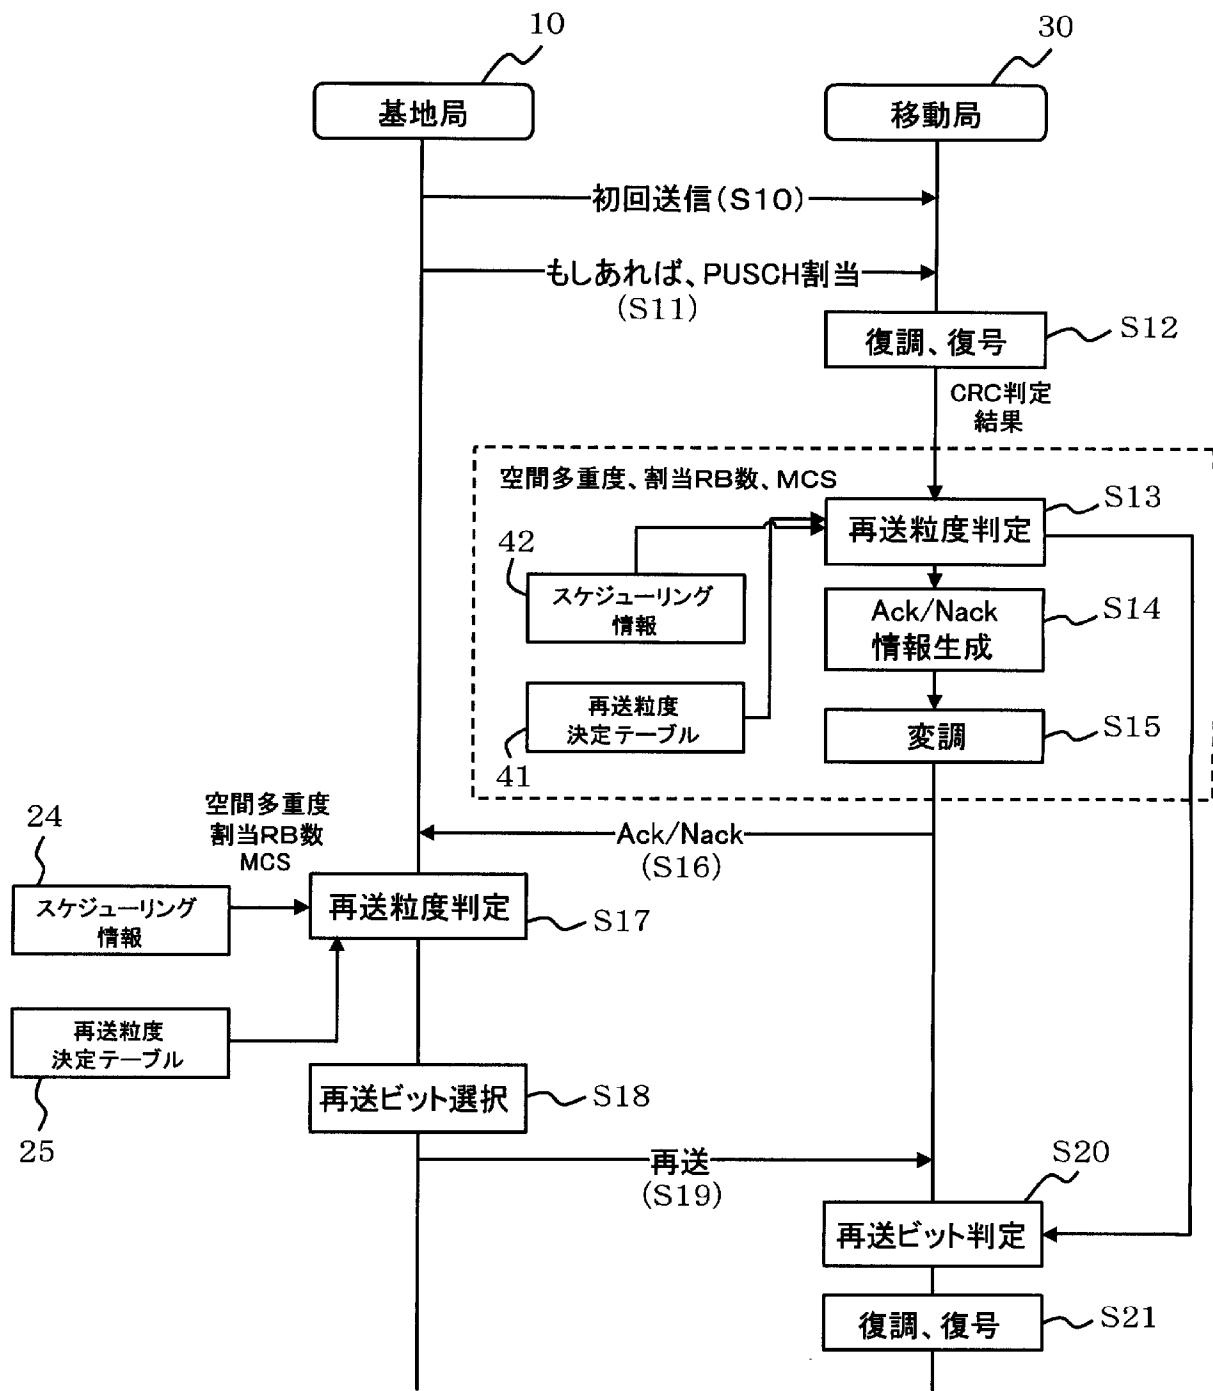 10
30
基地局
移動局
初回送信(S10)
もしあれば、PUSCH割当
(S11)
復調、復号
S12
CRC判定
結果
空間多重度、割当RB数、MCS
再送粒度判定
S13
42
スケジューリング
情報
Ack/Nack
情報生成
S14
再送粒度
決定テーブル
41
変調
S15
空間多重度
割当RB数
MCS
24
Ack/Nack
(S16)
スケジューリング
情報
再送粒度判定
S17
再送粒度
決定テーブル
25
再送ビット選択
S18
再送
(S19)
S20
再送ビット判定
復調、復号
S21